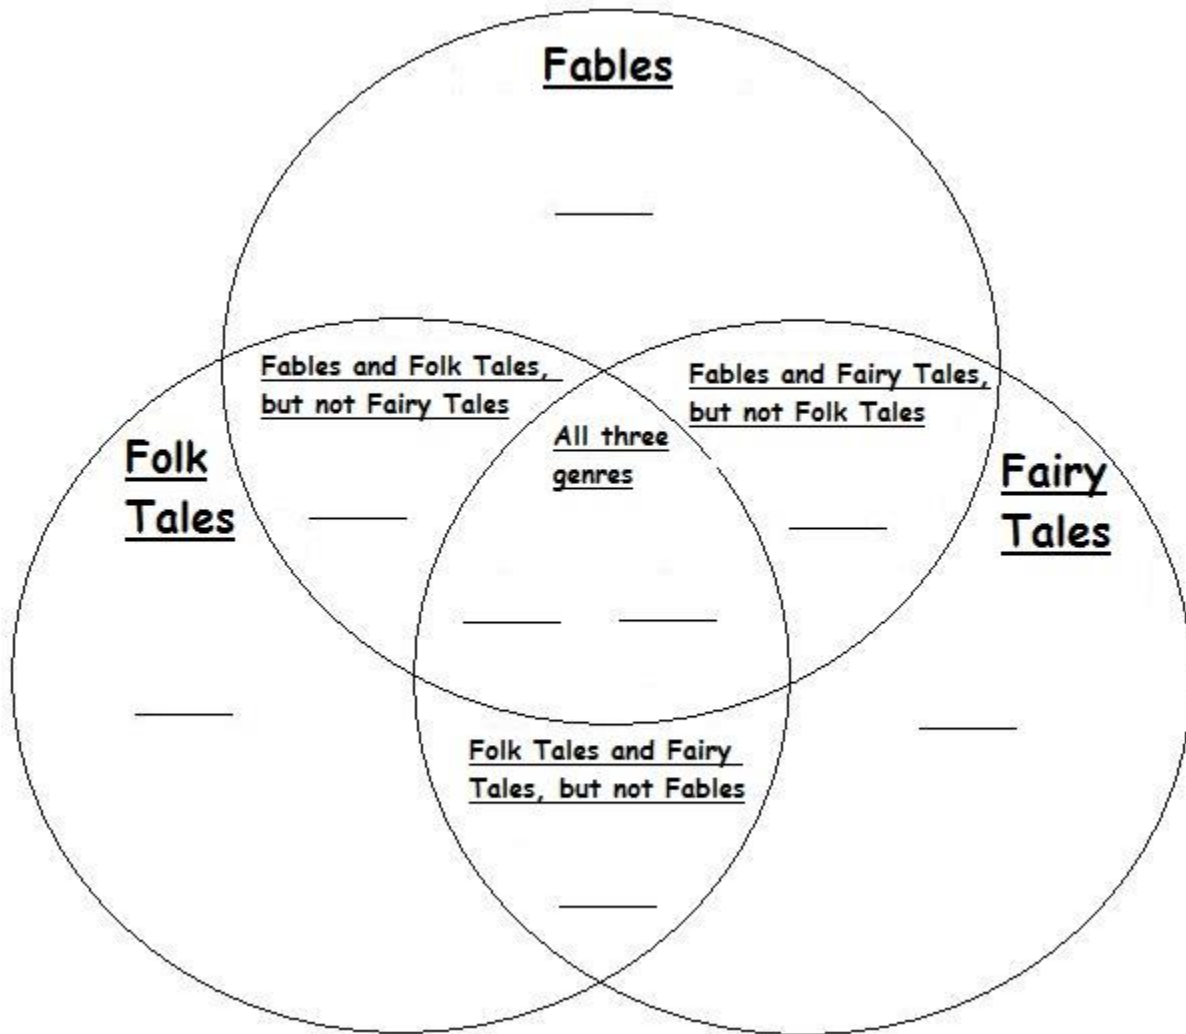 Fables
Fables and Folk Tales,
but not Fairy Tales
Fables and Fairy Tales,
but not Folk Tales
All three
genres
Folk
Tales
Fairy
Tales
Folk Tales and Fairy
Tales, but not Fables